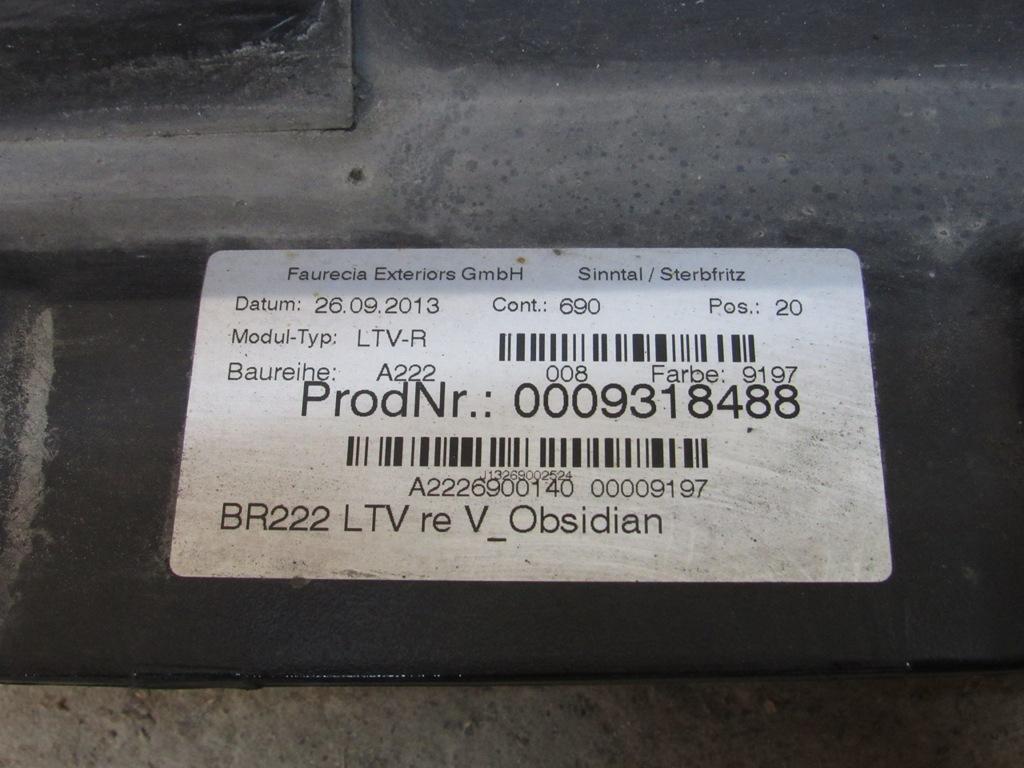 Faurecia Exteriors GmbH Sinntal / Sterbfritz
Datum: 26.09.2013 Cont.: 690 Pos.: 20
Modul-Typ: LTV-R
Baureihe: A222 008 Farbe: 9197
ProdNr.: 0009318488
J13269002524
A2226900140 00009197
BR222 LTV re V_Obsidian